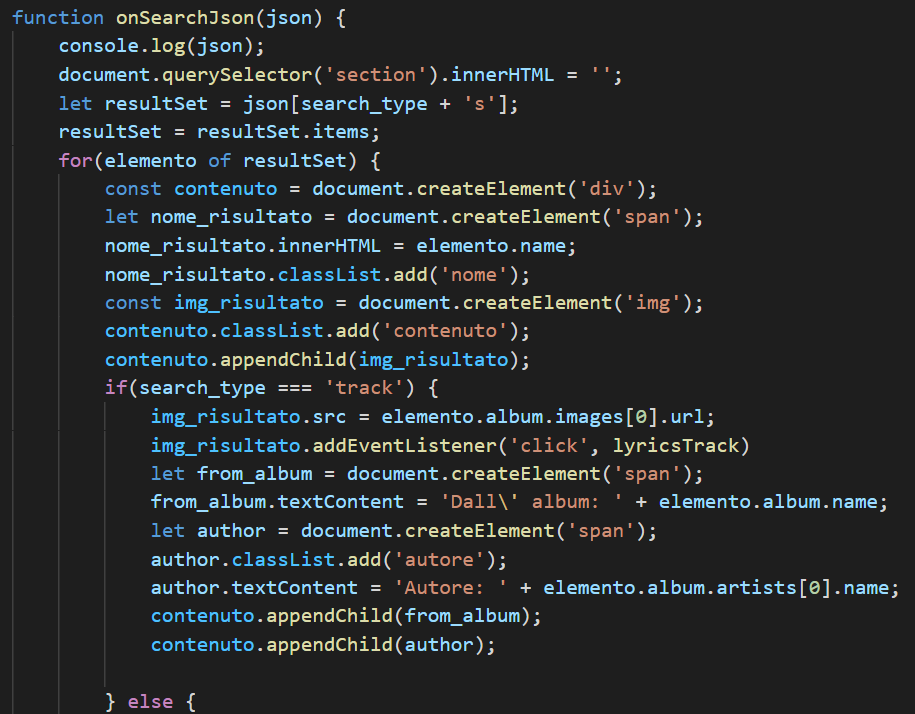 function onSearchJson(json) {
    console.log(json);
    document.querySelector('section').innerHTML = '';
    let resultSet = json[search_type + 's'];
    resultSet = resultSet.items;
    for(elemento of resultSet) {
        const contenuto = document.createElement('div');
        let nome_risultato = document.createElement('span');
        nome_risultato.innerHTML = elemento.name;
        nome_risultato.classList.add('nome');
        const img_risultato = document.createElement('img');
        contenuto.classList.add('contenuto');
        contenuto.appendChild(img_risultato);
        if(search_type === 'track') {
            img_risultato.src = elemento.album.images[0].url;
            img_risultato.addEventListener('click', lyricsTrack)
            let from_album = document.createElement('span');
            from_album.textContent = 'Dall\' album: ' + elemento.album.name;
            let author = document.createElement('span');
            author.classList.add('autore');
            author.textContent = 'Autore: ' + elemento.album.artists[0].name;
            contenuto.appendChild(from_album);
            contenuto.appendChild(author);

        } else {